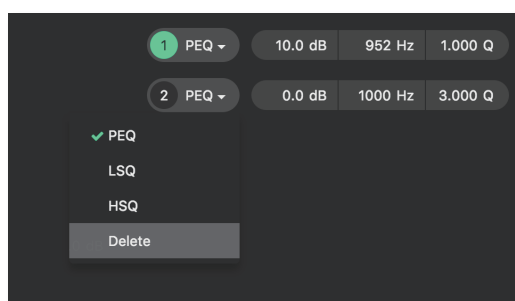 1 PEQ 10.0 dB 952 Hz 1.000 Q
2 PEQ 0.0 dB 1000 Hz 3.000 Q
PEQ
LSQ
HSQ
Delete